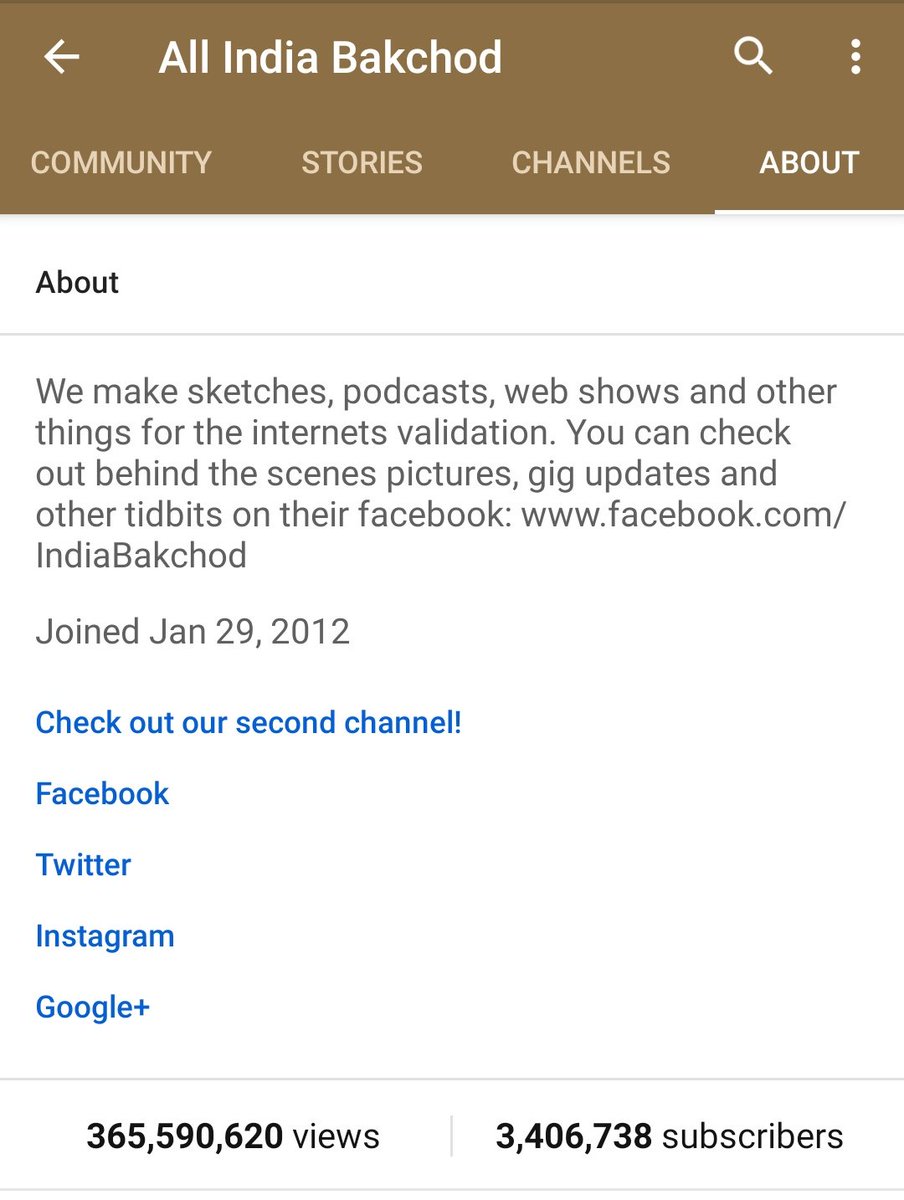 All India Bakchod
COMMUNITY STORIES CHANNELS ABOUT
About
We make sketches, podcasts, web shows and other
things for the internets validation. You can check
out behind the scenes pictures, gig updates and
other tidbits on their facebook: www.facebook.com/
IndiaBakchod
Joined Jan 29, 2012
Check out our second channel!
Facebook
Twitter
Instagram
Google+
365,590,620 views 3,406,738 subscribers